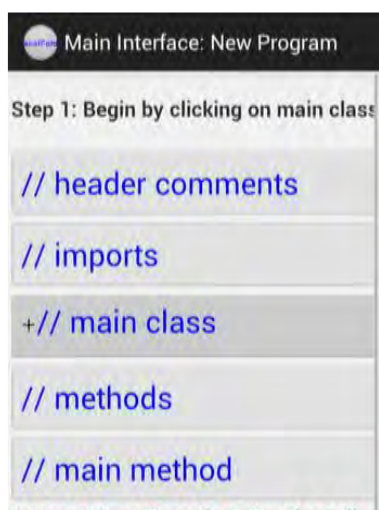 Main Interface: New Program
Step 1: Begin by clicking on main class
// header comments
// imports
+// main class
// methods
// main method